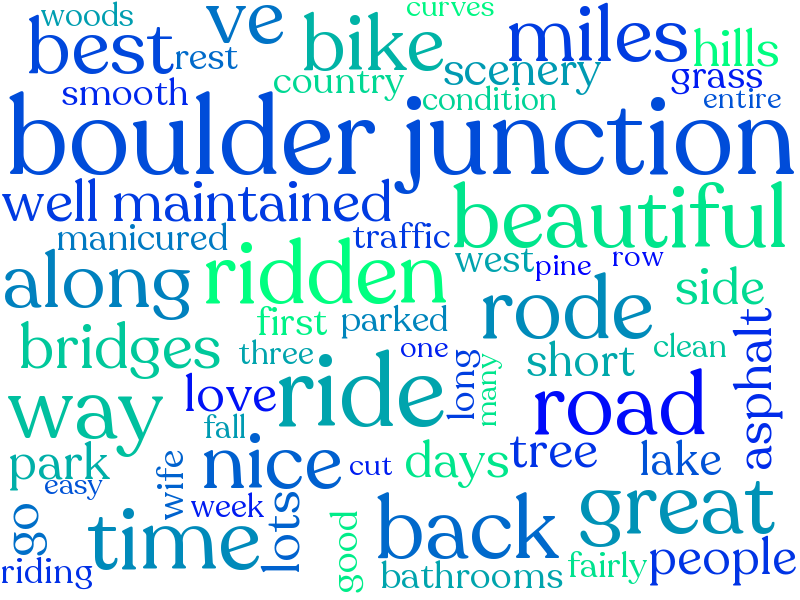 woods
ve
curves
best
rest
bike
miles
hills
country
scenery
grass
smooth
condition
entire
boulder junction
well maintained
beautiful
manicured
traffic
along
ridden
west
pine
row
side
rode
first
parked
bridges
three
one
short
clean
asphalt
way
love
ride
long
many
road
fall
park
wife
nice
cut
days
tree
lake
easy
week
go
time
lots
good
back
great
riding
bathrooms
fairly
people